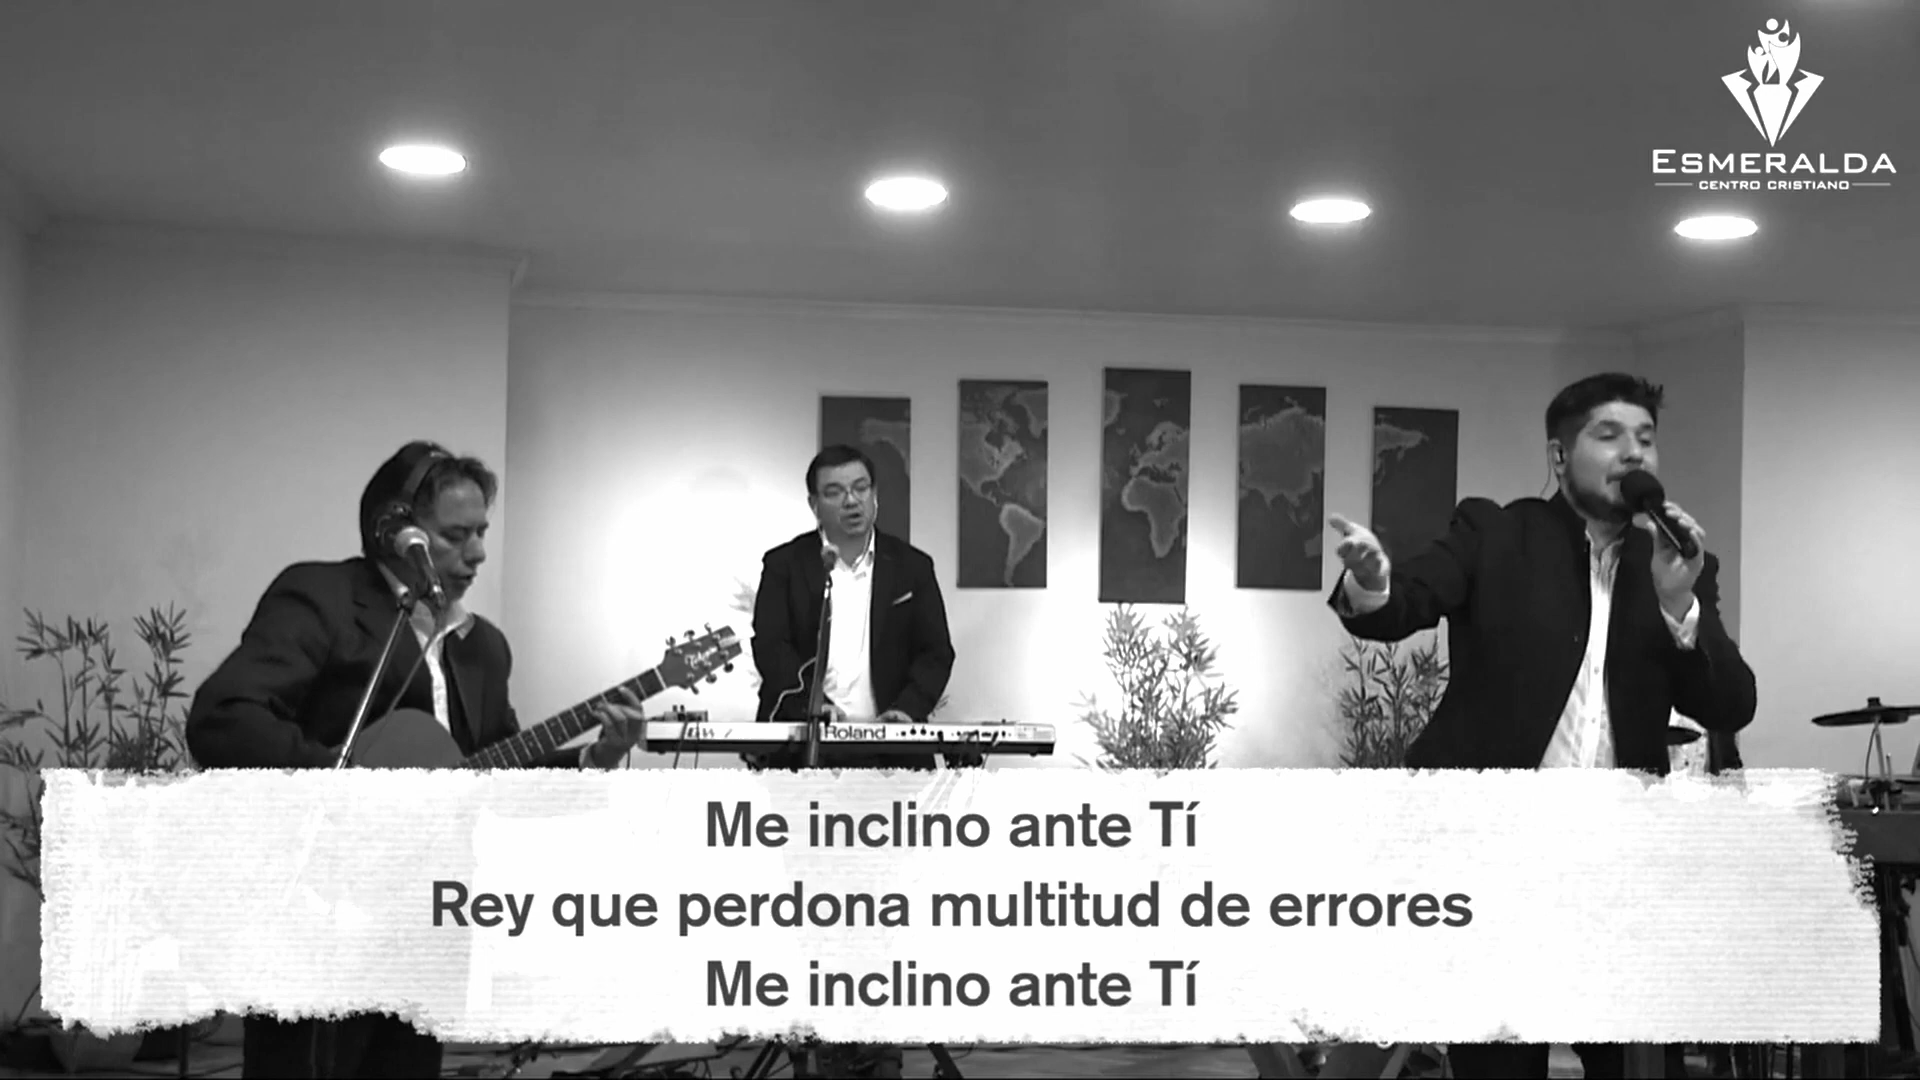 ESMERALDA
CENTRO CRISTIANO
Roland
Me inclino ante Tí
Rey que perdona multitud de errores
Me inclino ante Tí